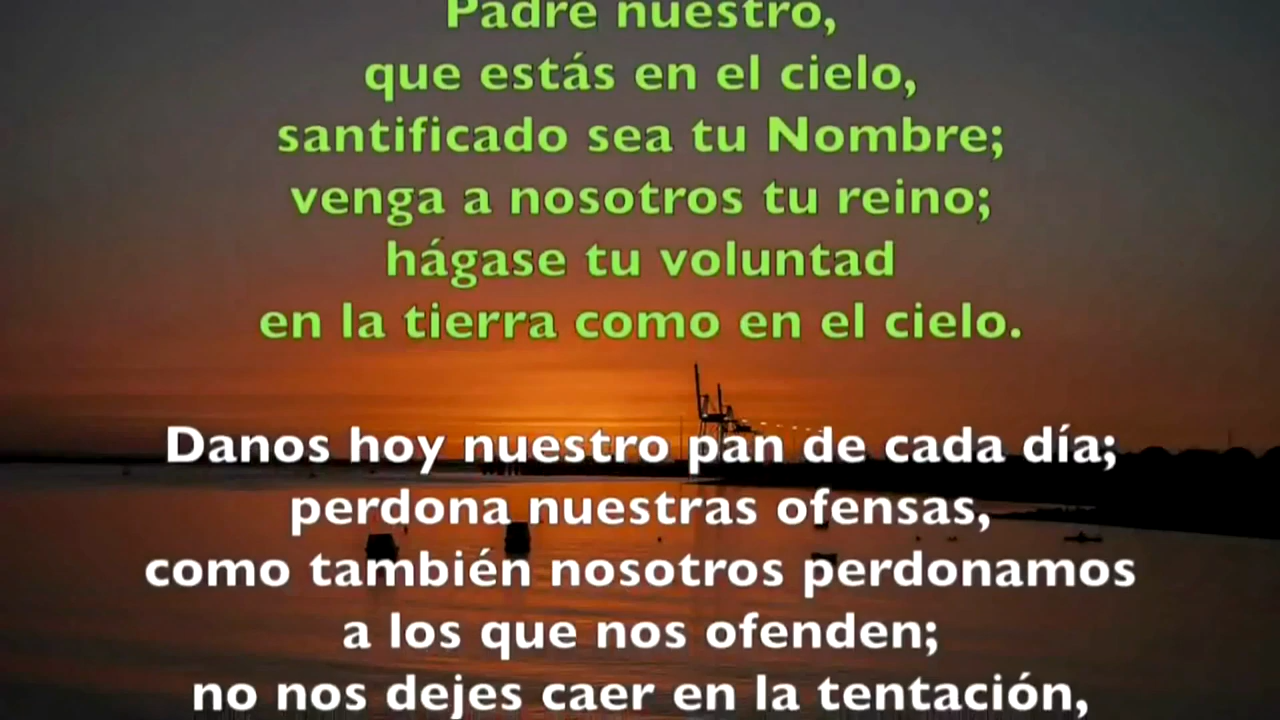 Padre nuestro,
que estás en el cielo,
santificado sea tu Nombre;
venga a nosotros tu reino;
hágase tu voluntad
en la tierra como en el cielo.
Danos hoy nuestro pan de cada día;
perdona nuestras ofensas,
como también nosotros perdonamos
a los que nos ofenden;
no nos dejes caer en la tentación,